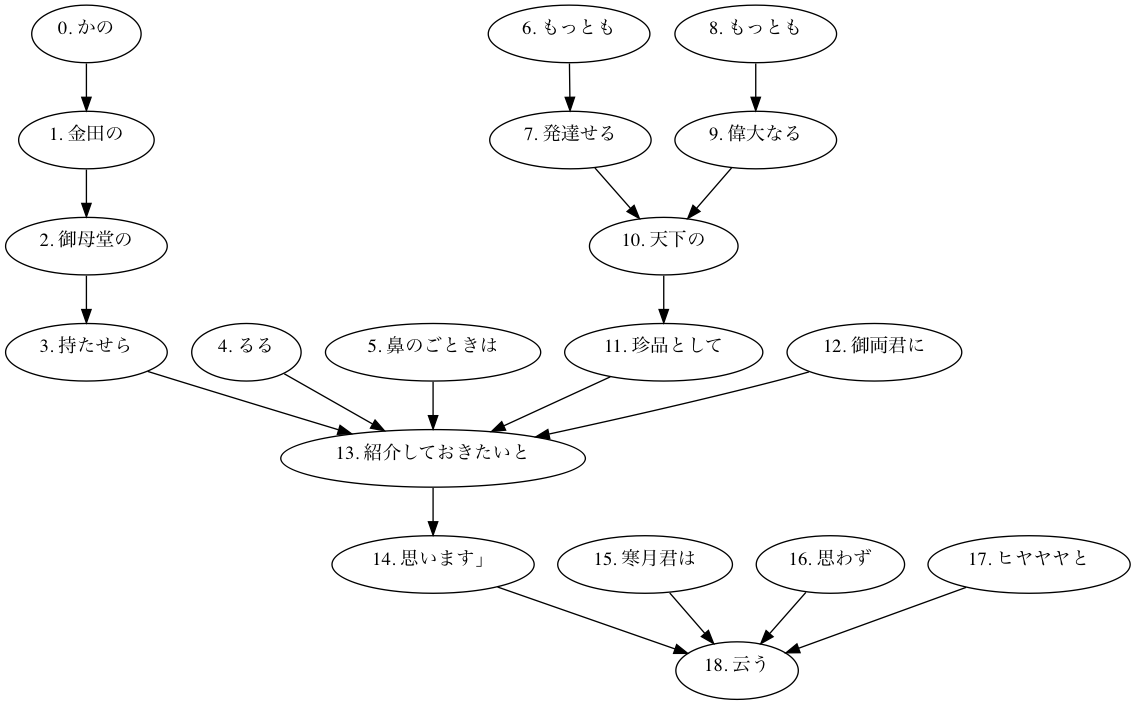 0. かの
6. もっとも
8. もっとも
1. 金田の
7. 発達せる
9. 偉大なる
2. 御母堂の
10. 天下の
3. 持たせら
4. るる
5. 鼻のごときは
11. 珍品として
12. 御両君に
13. 紹介しておきたいと
14. 思います」
15. 寒月君は
16. 思わず
17. ヒヤヤヤと
18. 云う